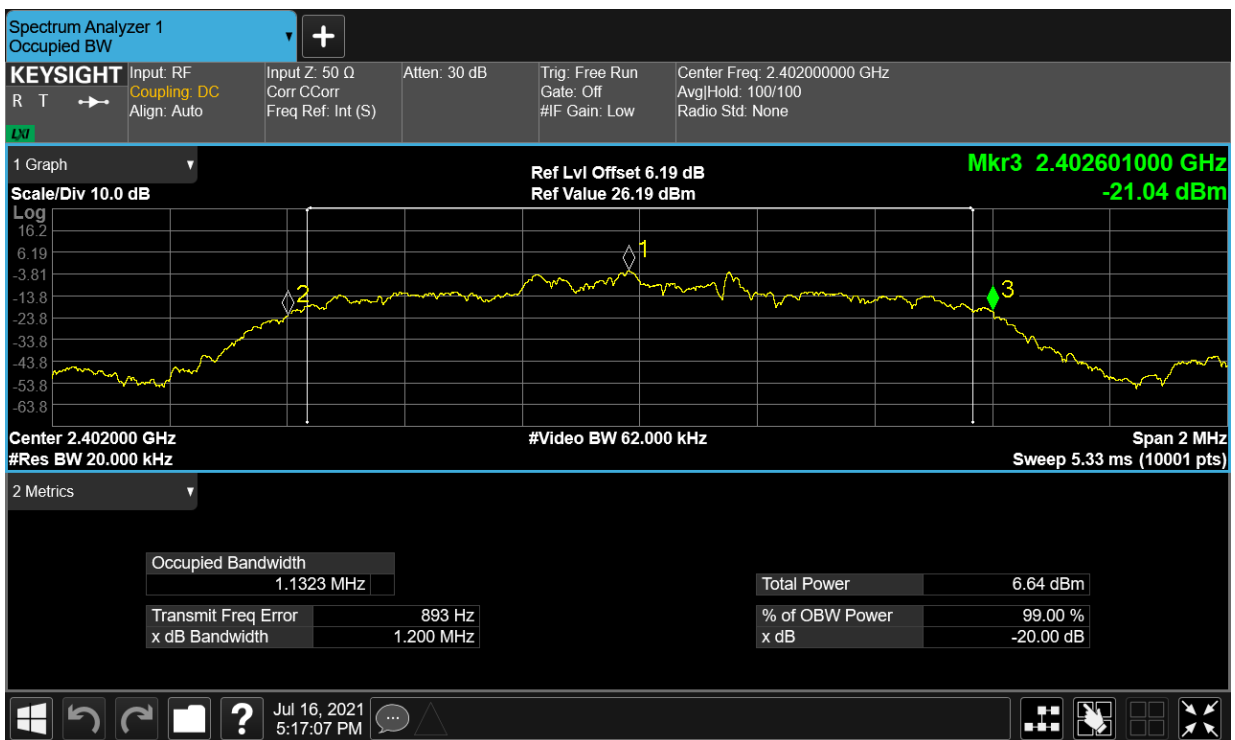 Spectrum Analyzer 1
Occupied BW
KEYSIGHT
R T
LXI
Input: RF
Coupling: DC
Align: Auto
Input Z: 50 Ω
Corr CCorr
Freq Ref: Int (S)
Atten: 30 dB
Trig: Free Run
Gate: Off
#IF Gain: Low
Center Freq: 2.402000000 GHz
Avg|Hold: 100/100
Radio Std: None
1 Graph
Scale/Div 10.0 dB
Ref Lvl Offset 6.19 dB
Ref Value 26.19 dBm
Mkr3 2.402601000 GHz
-21.04 dBm
Log
16.2
6.19
-3.81
-13.8
-23.8
-33.8
-43.8
-53.8
-63.8
1
2
3
Center 2.402000 GHz
#Video BW 62.000 kHz
Span 2 MHz
#Res BW 20.000 kHz
Sweep 5.33 ms (10001 pts)
2 Metrics
Occupied Bandwidth
1.1323 MHz
Total Power 6.64 dBm
Transmit Freq Error 893 Hz
% of OBW Power 99.00 %
x dB Bandwidth 1.200 MHz
x dB -20.00 dB
?
Jul 16, 2021
5:17:07 PM